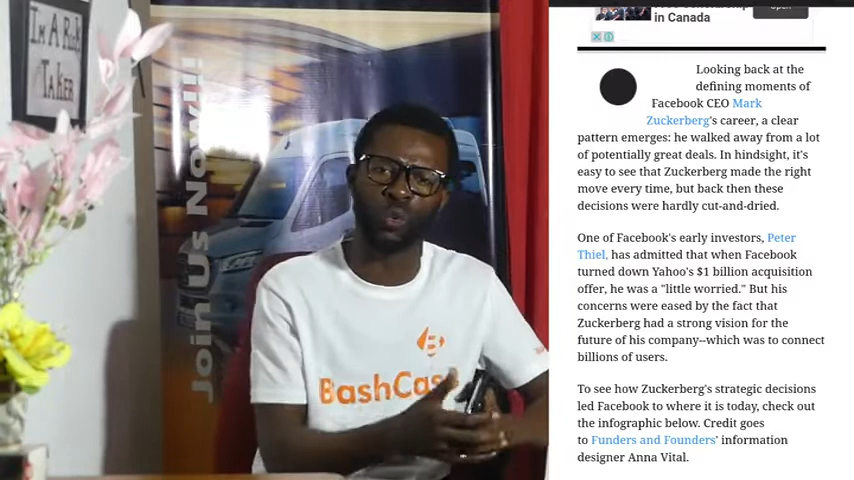 I'm A Risk
TAKER
Join Us Now!!!
BashCas
in Canada
Looking back at the
defining moments of
Facebook CEO Mark
Zuckerberg's career, a clear
pattern emerges: he walked away from a lot
of potentially great deals. In hindsight, it's
easy to see that Zuckerberg made the right
move every time, but back then these
decisions were hardly cut-and-dried.
One of Facebook's early investors, Peter
Thiel, has admitted that when Facebook
turned down Yahoo's $1 billion acquisition
offer, he was a "little worried." But his
concerns were eased by the fact that
Zuckerberg had a strong vision for the
future of his company--which was to connect
billions of users.
To see how Zuckerberg's strategic decisions
led Facebook to where it is today, check out
the infographic below. Credit goes
to Funders and Founders' information
designer Anna Vital.